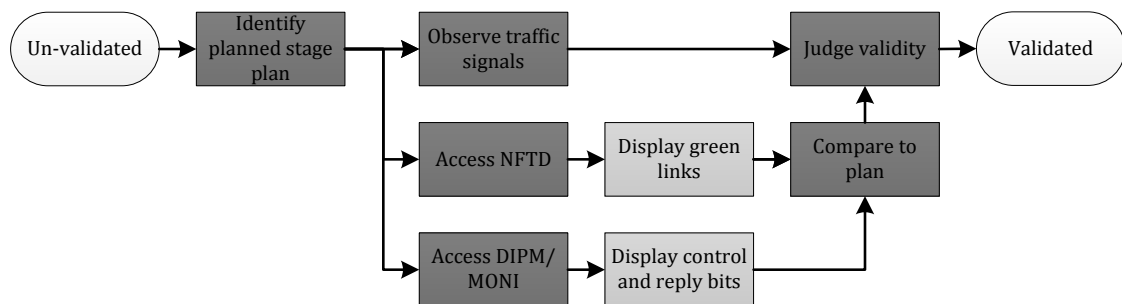 Un-validated
Identify
planned stage
plan
Observe traffic
signals
Judge validity
Validated
Access NFTD
Display green
links
Compare to
plan
Access DIPM/
MONI
Display control
and reply bits